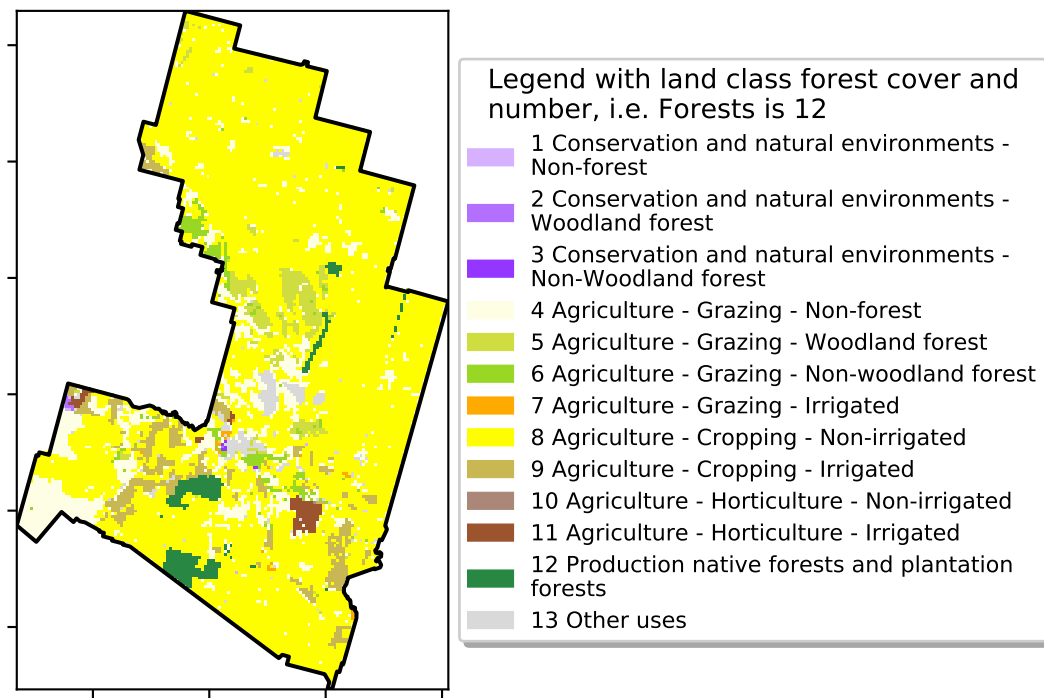 Legend with land class forest cover and
number, i.e. Forests is 12
1 Conservation and natural environments -
Non-forest
2 Conservation and natural environments -
Woodland forest
3 Conservation and natural environments -
Non-Woodland forest
4 Agriculture - Grazing - Non-forest
5 Agriculture - Grazing - Woodland forest
6 Agriculture - Grazing - Non-woodland forest
7 Agriculture - Grazing - Irrigated
8 Agriculture - Cropping - Non-irrigated
9 Agriculture - Cropping - Irrigated
10 Agriculture - Horticulture - Non-irrigated
11 Agriculture - Horticulture - Irrigated
12 Production native forests and plantation
forests
13 Other uses